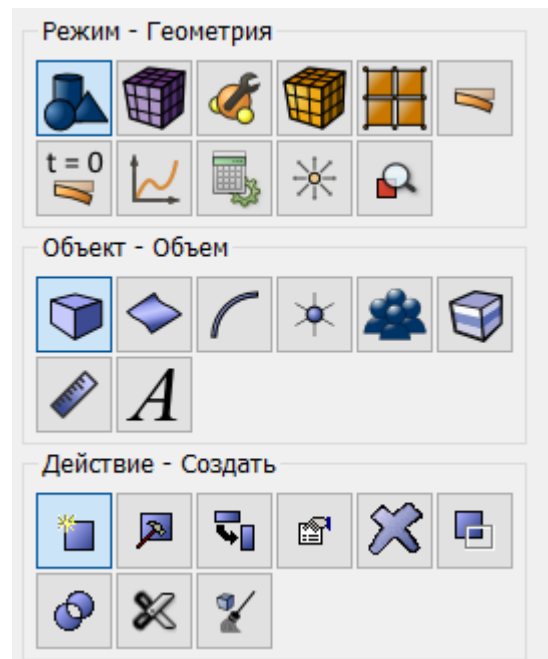 Режим - Геометрия
t = 0
Объект - Объем
A
Действие - Создать